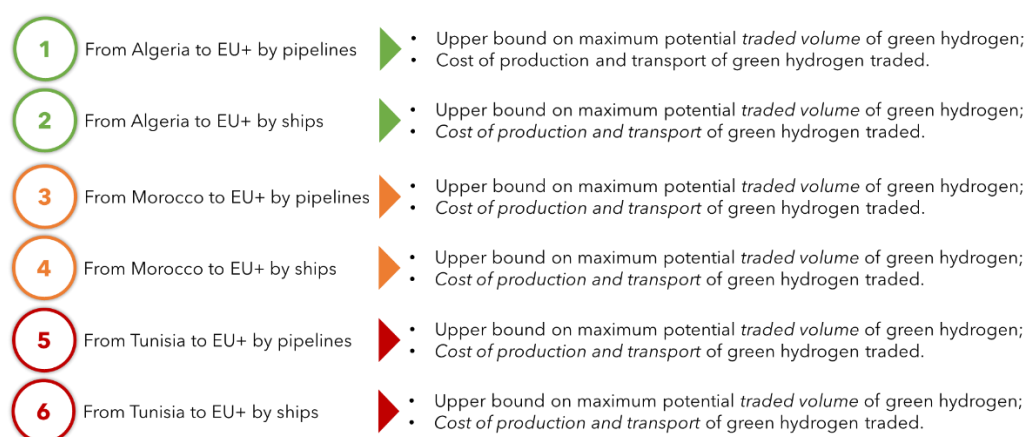 1 From Algeria to EU+ by pipelines
• Upper bound on maximum potential traded volume of green hydrogen;
• Cost of production and transport of green hydrogen traded.
2 From Algeria to EU+ by ships
• Upper bound on maximum potential traded volume of green hydrogen;
• Cost of production and transport of green hydrogen traded.
3 From Morocco to EU+ by pipelines
• Upper bound on maximum potential traded volume of green hydrogen;
• Cost of production and transport of green hydrogen traded.
4 From Morocco to EU+ by ships
• Upper bound on maximum potential traded volume of green hydrogen;
• Cost of production and transport of green hydrogen traded.
5 From Tunisia to EU+ by pipelines
• Upper bound on maximum potential traded volume of green hydrogen;
• Cost of production and transport of green hydrogen traded.
6 From Tunisia to EU+ by ships
• Upper bound on maximum potential traded volume of green hydrogen;
• Cost of production and transport of green hydrogen traded.